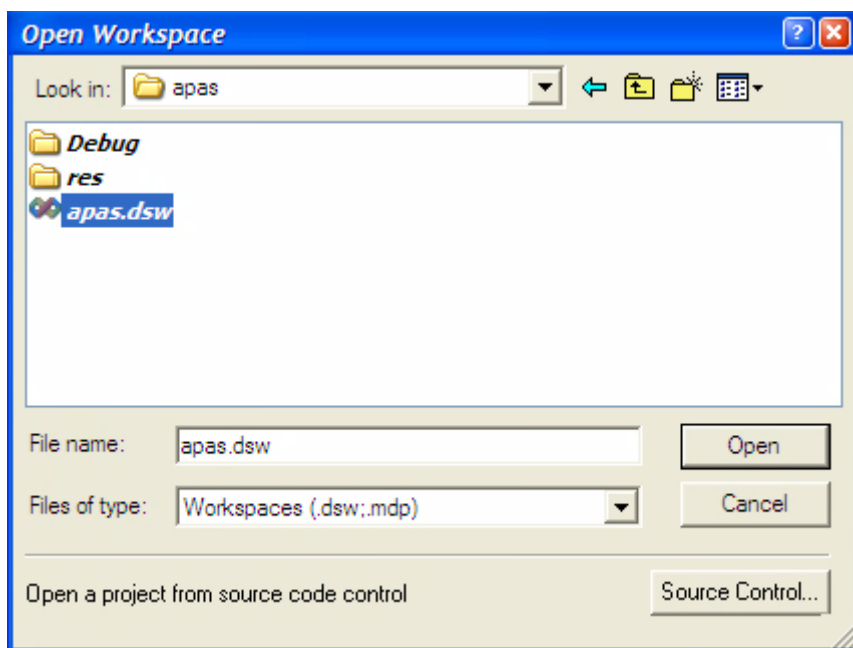 Open Workspace
Look in: apas
Debug
res
apas.dsw
File name: apas.dsw Open
Files of type: Workspaces (.dsw;.mdp) Cancel
Open a project from source code control Source Control...